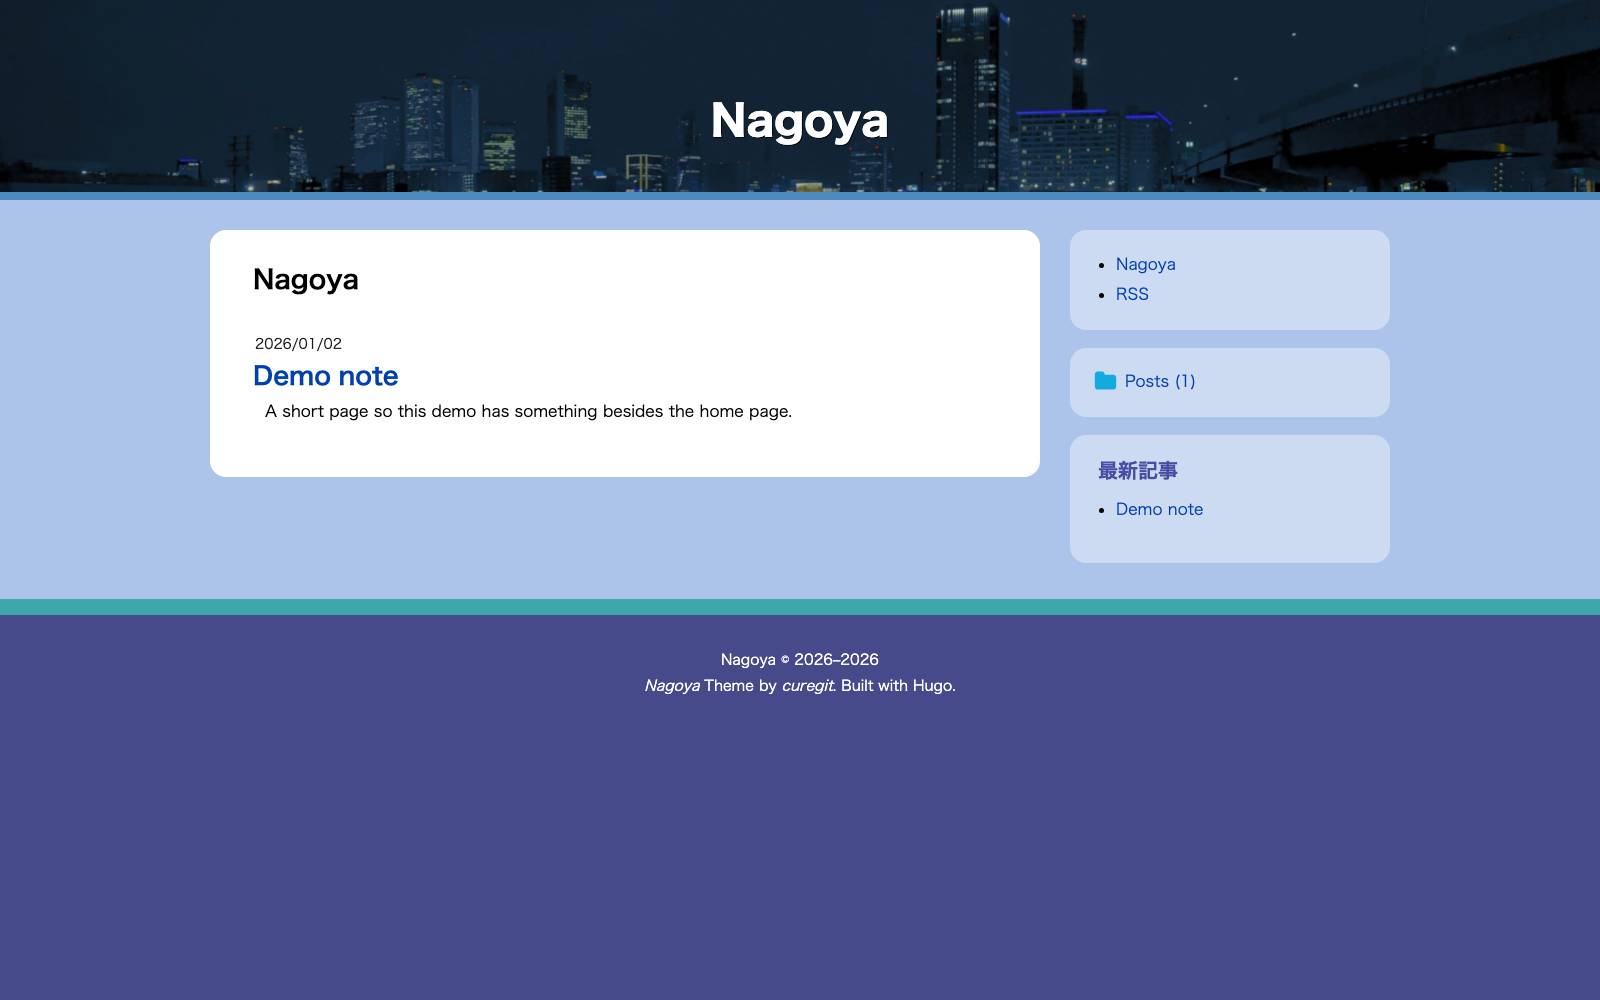 Nagoya
Nagoya
2026/01/02
Demo note
A short page so this demo has something besides the home page.
Nagoya
RSS
Posts (1)
最新記事
Demo note
Nagoya © 2026–2026
Nagoya Theme by curegit. Built with Hugo.